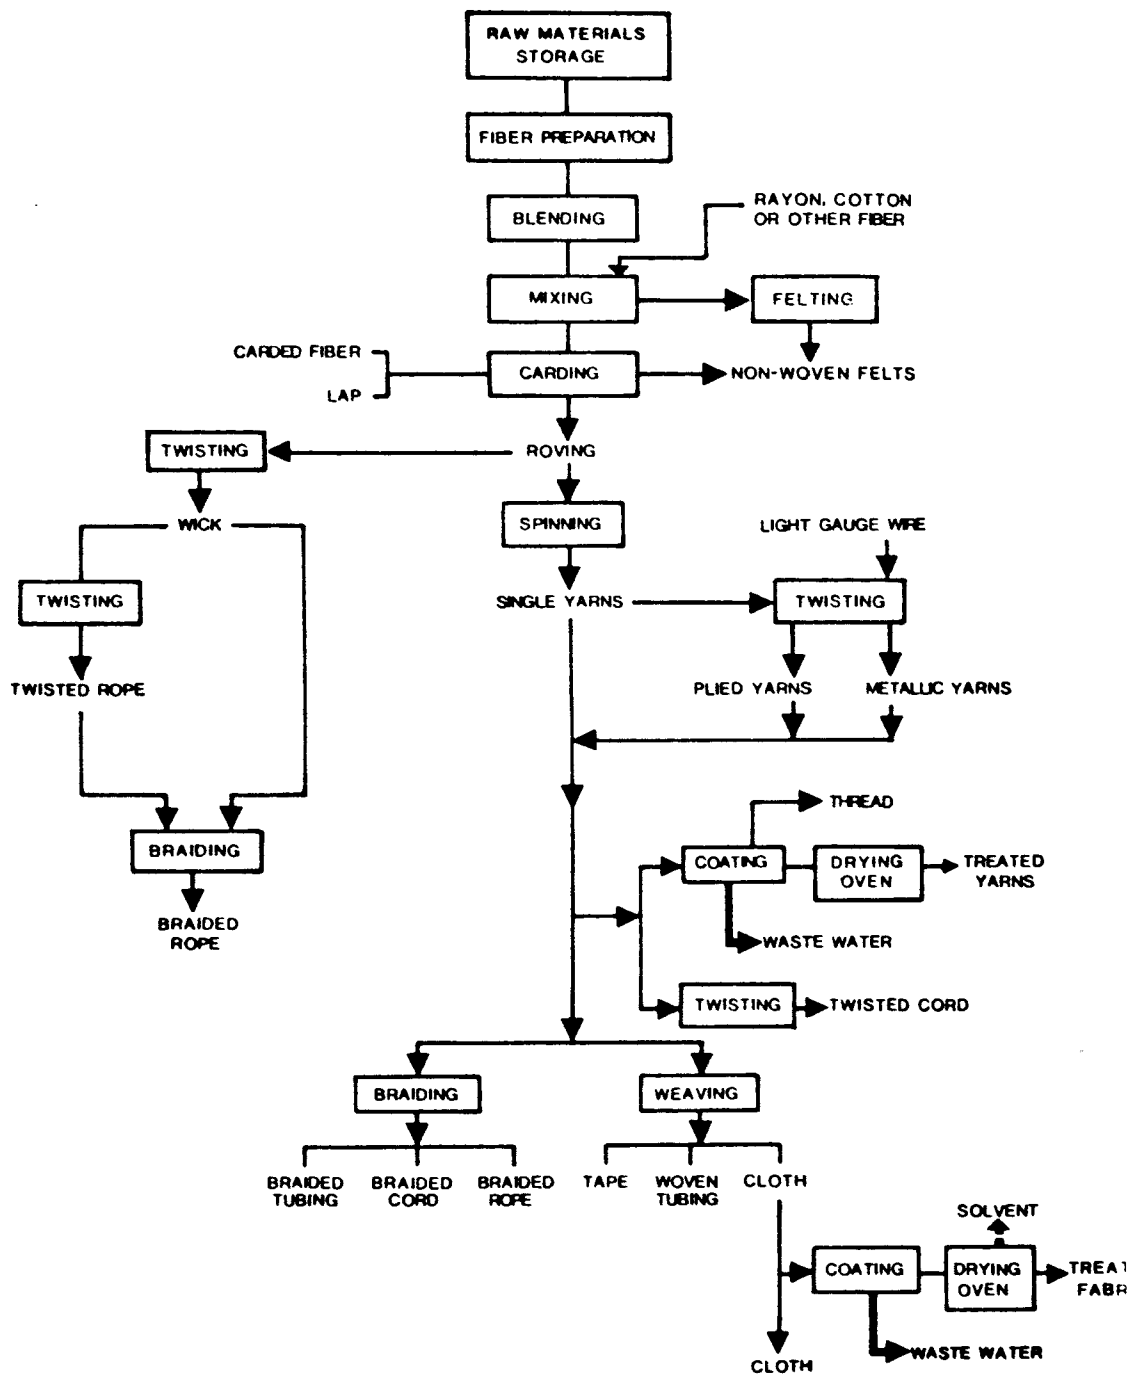 RAW MATERIALS
STORAGE
FIBER PREPARATION
BLENDING
RAYON, COTTON
OR OTHER FIBER
MIXING
FELTING
CARDED FIBER
LAP
CARDING
NON-WOVEN FELTS
TWISTING
ROVING
WICK
SPINNING
LIGHT GAUGE WIRE
TWISTING
SINGLE YARNS
TWISTING
TWISTED ROPE
PLIED YARNS
METALLIC YARNS
THREAD
BRAIDING
COATING
DRYING
OVEN
TREATED
YARNS
BRAIDED
ROPE
WASTE WATER
TWISTING
TWISTED CORD
BRAIDING
WEAVING
BRAIDED
TUBING
BRAIDED
CORD
BRAIDED
ROPE
TAPE
WOVEN
TUBING
CLOTH
SOLVENT
COATING
DRYING
OVEN
TREAT
FABR
WASTE WATER
CLOTH